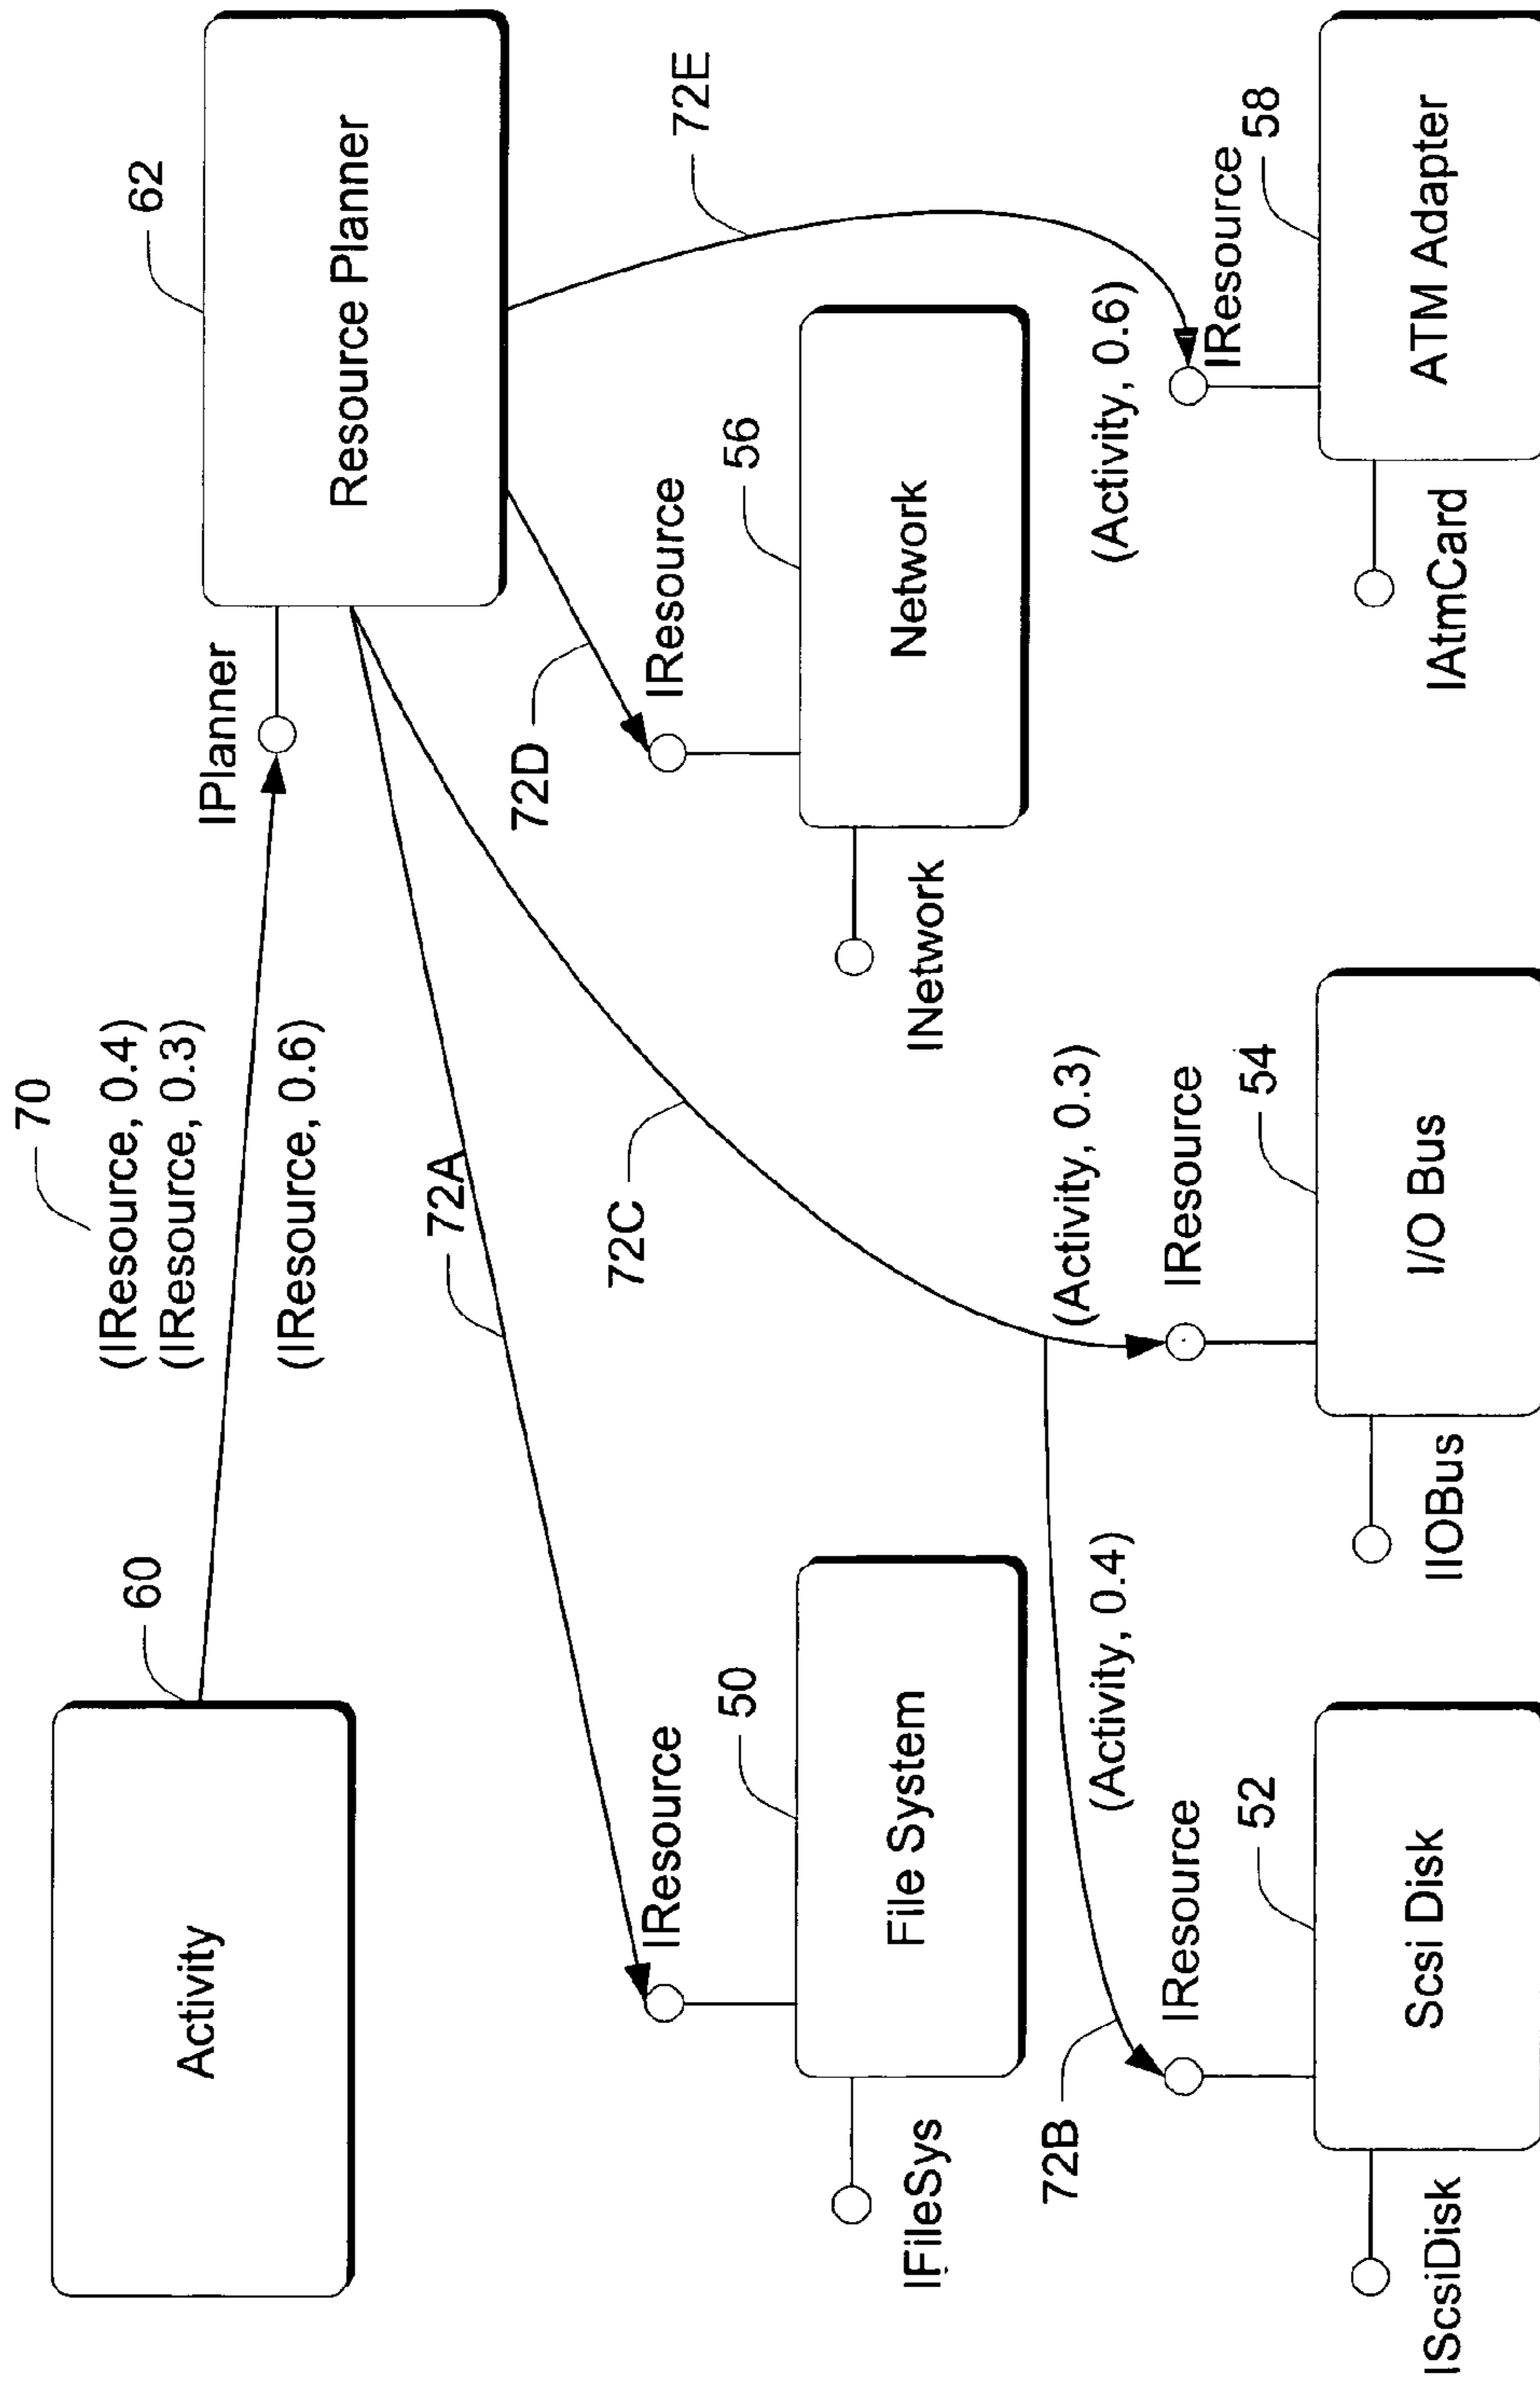 70
(IResource, 0.4)
(IResource, 0.3)
(IResource, 0.6)
60
Activity
IPlanner
62
Resource Planner
72A
72C
72D
72E
IResource
50
File System
IFileSys
IResource
56
Network
INetwork
72B
(Activity, 0.4)
(Activity, 0.3)
(Activity, 0.6)
IResource
52
Scsi Disk
IScsiDisk
IResource
54
I/O Bus
IIOBus
IResource
58
ATM Adapter
IAtmCard